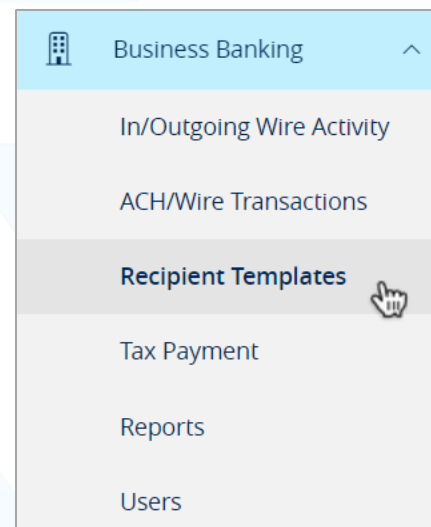 Business Banking
In/Outgoing Wire Activity
ACH/Wire Transactions
Recipient Templates
Tax Payment
Reports
Users